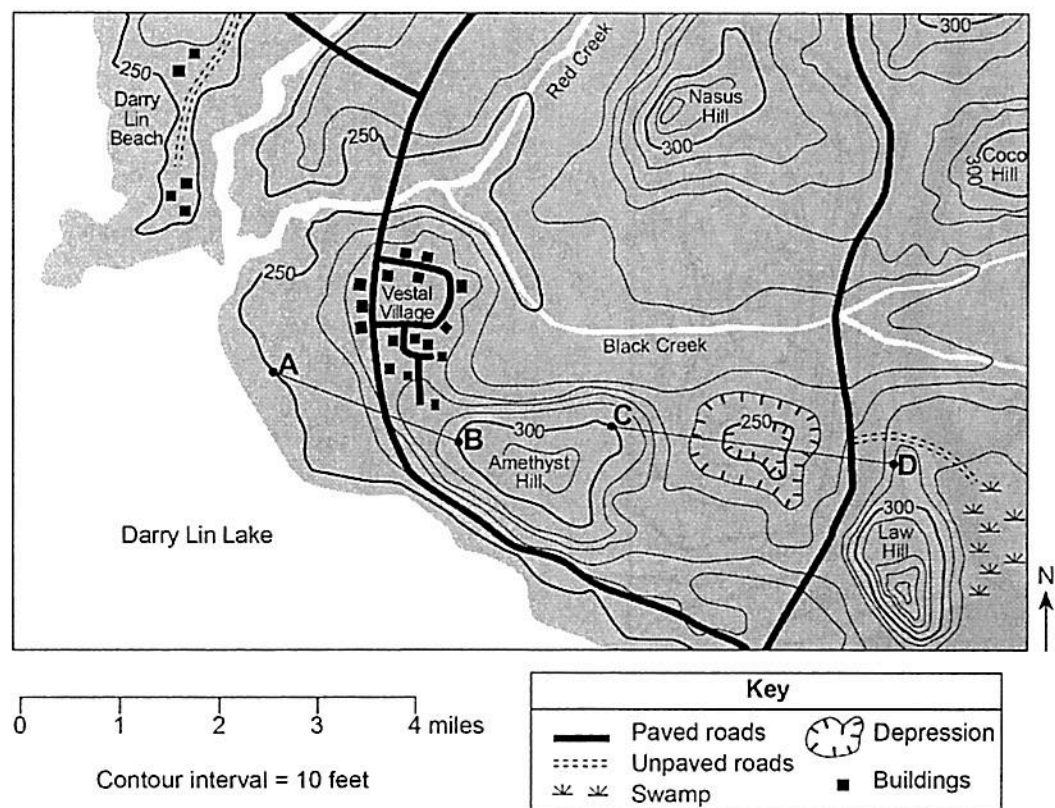 300
250
Darry
Lin
Beach
Red Creek
Nasus
Hill
300
250
300
Coco
Hill
250
Vestal
Village
Black Creek
A
B
C
D
300
Amethyst
Hill
250
300
Law
Hill
Darry Lin Lake
N
0 1 2 3 4 miles
Contour interval = 10 feet
Key
Paved roads
Depression
Unpaved roads
Buildings
Swamp